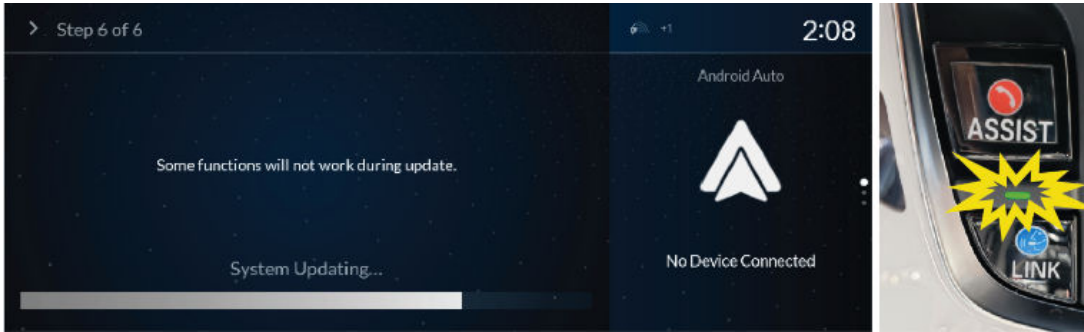 > Step 6 of 6
+1
2:08
Android Auto
Some functions will not work during update.
No Device Connected
System Updating...
ASSIST
LINK